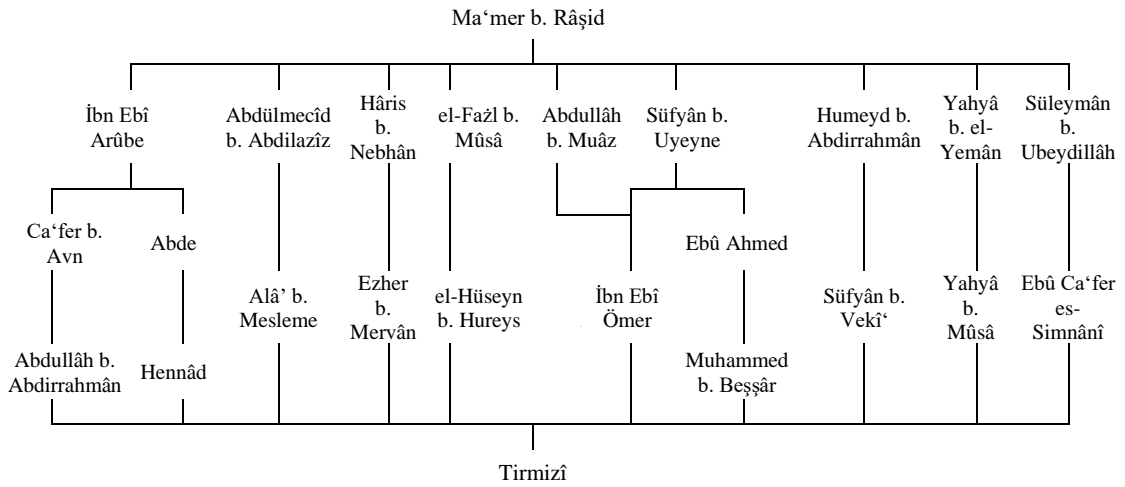 Ma‘mer b. Râşid
İbn Ebî
Arûbe
Abdülmecîd
b. Abdilazîz
Hâris
b.
Nebhân
el-Fażl b.
Mûsâ
Abdullâh
b. Muâz
Süfyân b.
Uyeyne
Humeyd b.
Abdirrahmân
Yahyâ
b. el-
Yemân
Süleymân
b.
Ubeydillâh
Ca‘fer b.
Avn
Abde
Ebû Ahmed
Alâ’ b.
Mesleme
Ezher
b.
Mervân
el-Hüseyn
b. Hureys
İbn Ebî
Ömer
Süfyân b.
Vekî‘
Yahyâ
b.
Mûsâ
Ebû Ca‘fer
es-
Simnânî
Abdullâh b.
Abdirrahmân
Hennâd
Muhammed
b. Beşşâr
Tirmizî